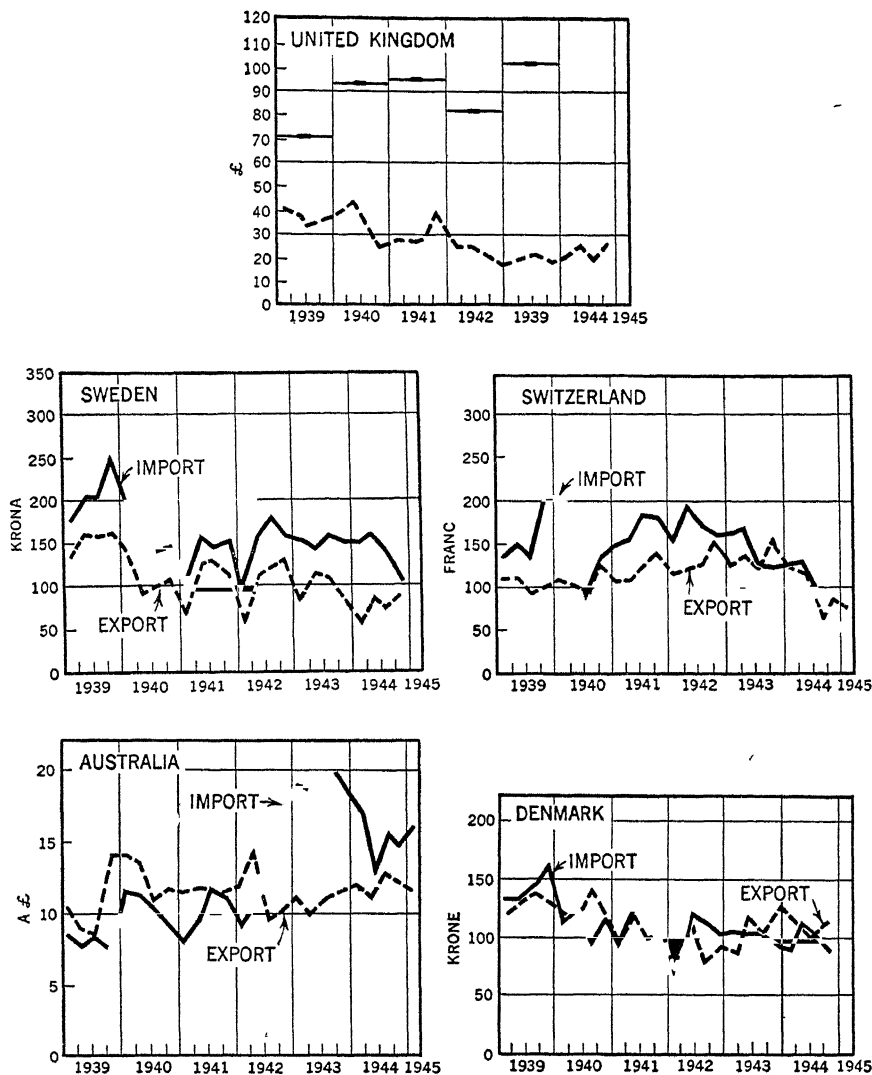 UNITED KINGDOM
£
120
110
100
90
80
70
60
50
40
30
20
10
0
1939 1940 1941 1942 1939 1944 1945
SWEDEN
IMPORT
EXPORT
KRONA
350
300
250
200
150
100
50
0
1939 1940 1941 1942 1943 1944 1945
SWITZERLAND
IMPORT
EXPORT
FRANC
300
250
200
150
100
50
0
1939 1940 1941 1942 1943 1944 1945
AUSTRALIA
IMPORT
EXPORT
A £
20
15
10
5
0
1939 1940 1941 1942 1943 1944 1945
DENMARK
IMPORT
EXPORT
KRONE
200
150
100
50
0
1939 1940 1941 1942 1943 1944 1945